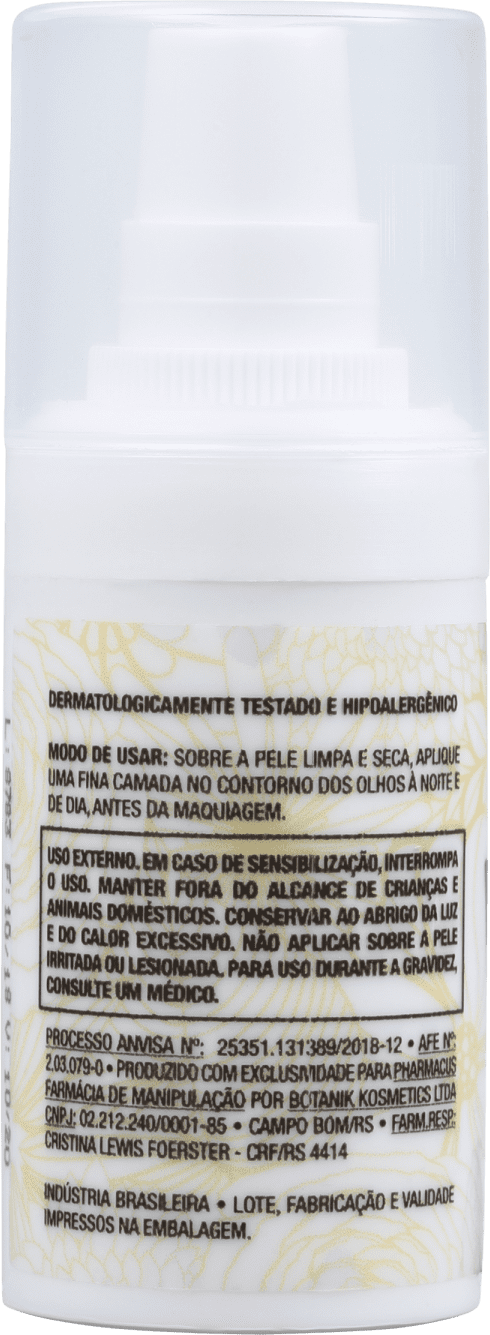 DERMATOLOGICAMENTE TESTADO E HIPOALERGÊNICO
MODO DE USAR: SOBRE A PELE LIMPA E SECA, APLIQUE
UMA FINA CAMADA NO CONTORNO DOS OLHOS À NOITE E
DE DIA, ANTES DA MAQUIAGEM.
USO EXTERNO. EM CASO DE SENSIBILIZAÇÃO, INTERROMPA
O USO. MANTER FORA DO ALCANCE DE CRIANÇAS E
ANIMAIS DOMÉSTICOS. CONSERVAR AO ABRIGO DA LUZ
E DO CALOR EXCESSIVO. NÃO APLICAR SOBRE A PELE
IRRITADA OU LESIONADA. PARA USO DURANTE A GRAVIDEZ,
CONSULTE UM MÉDICO.
PROCESSO ANVISA Nº: 25351.131389/2018-12 • AFE Nº:
2.03.079-0 • PRODUZIDO COM EXCLUSIVIDADE PARA PHARMACUS
FARMÁCIA DE MANIPULAÇÃO POR BOTANIK KOSMETICS LTDA
CNPJ: 02.212.240/0001-85 • CAMPO BOM/RS • FARM.RESP:
CRISTINA LEWIS FOERSTER - CRF/RS 4414
INDÚSTRIA BRASILEIRA • LOTE, FABRICAÇÃO E VALIDADE
IMPRESSOS NA EMBALAGEM.
L: 9783 F: 10/18 V: 10/20